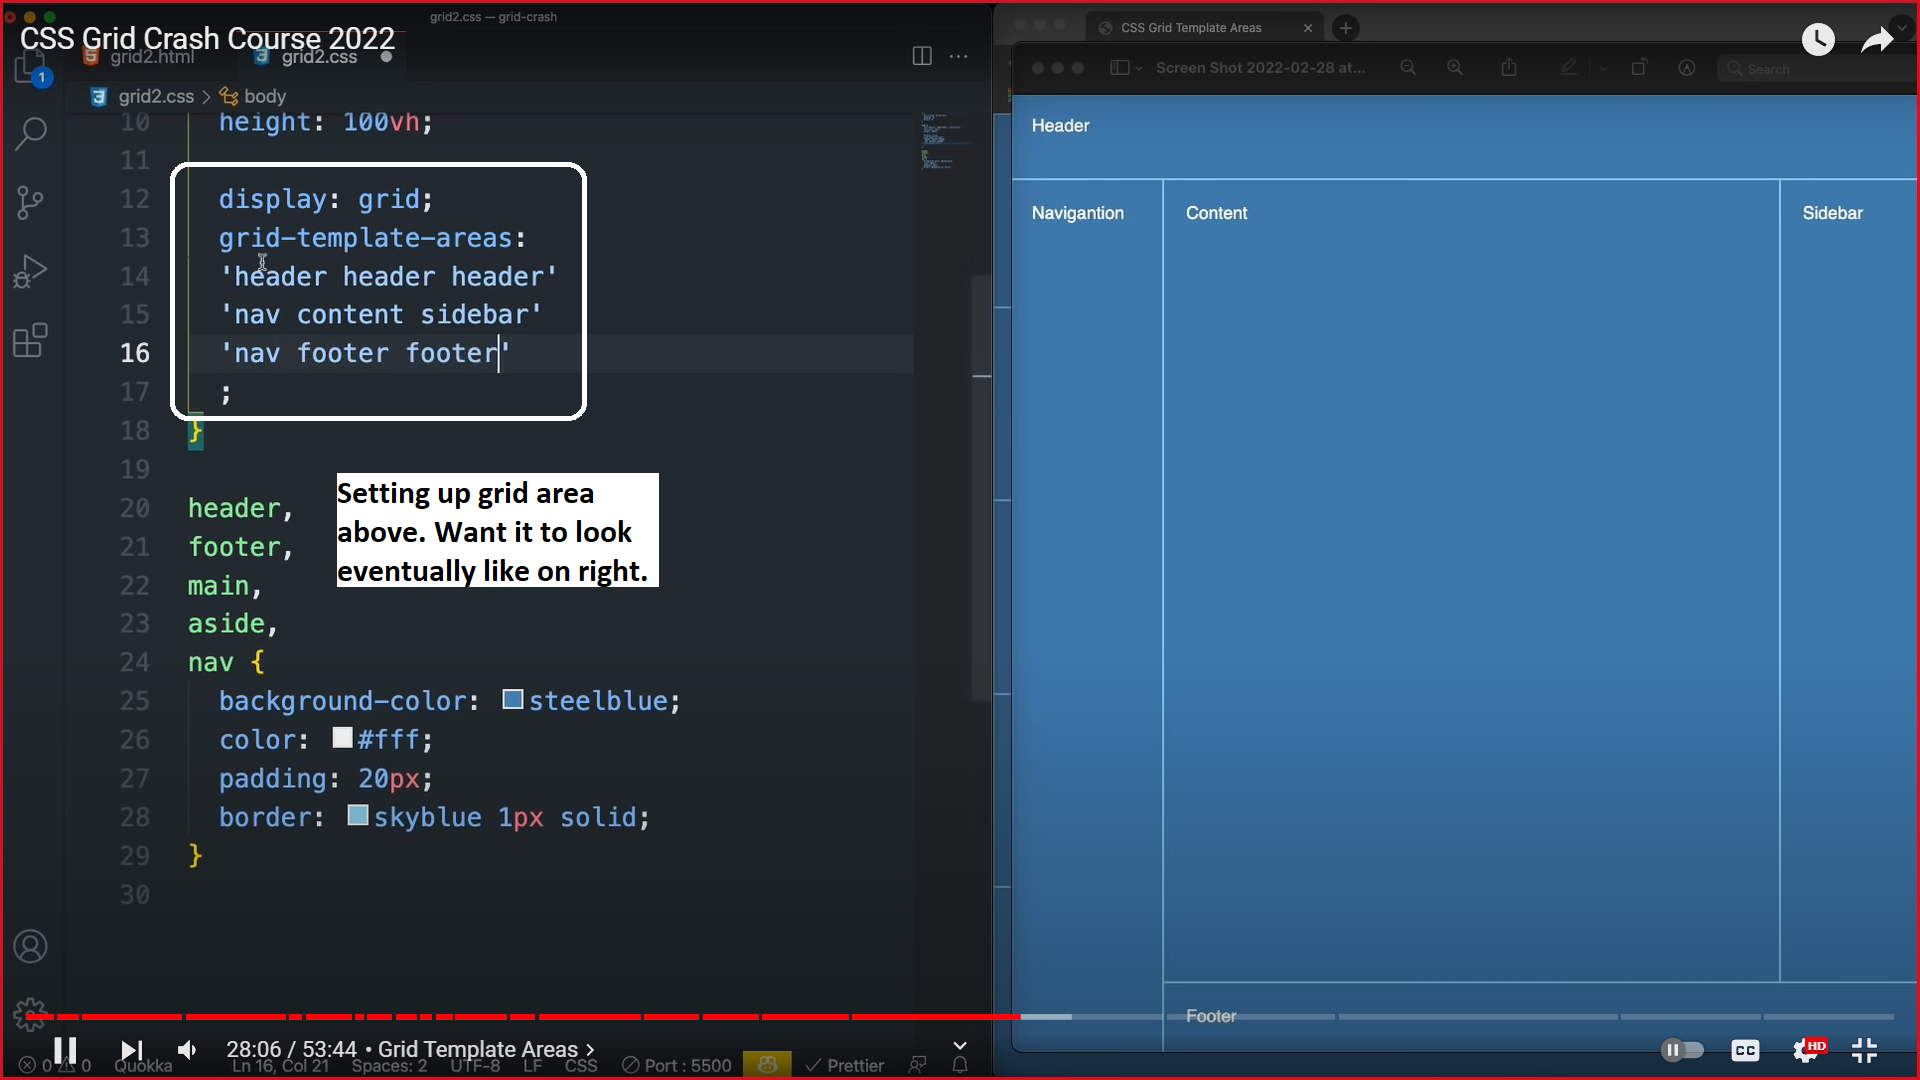 grid2.css — grid-crash
CSS Grid Crash Course 2022
grid2.html
grid2.css
1
grid2.css > body
10 height: 100vh;
11
12 display: grid;
13 grid-template-areas:
14 'header header header'
15 'nav content sidebar'
16 'nav footer footer'
17 ;
18 }
19
20 header,
21 footer,
22 main,
23 aside,
24 nav {
25 background-color: steelblue;
26 color: #fff;
27 padding: 20px;
28 border: skyblue 1px solid;
29 }
30
Setting up grid area
above. Want it to look
eventually like on right.
CSS Grid Template Areas
Screen Shot 2022-02-28 at...
Search
Header
Navigantion
Content
Sidebar
Footer
28:06 / 53:44 • Grid Template Areas >
CC
HD
0 0 Quokka Ln 16, Col 21 Spaces: 2 UTF-8 LF CSS Port : 5500 Prettier